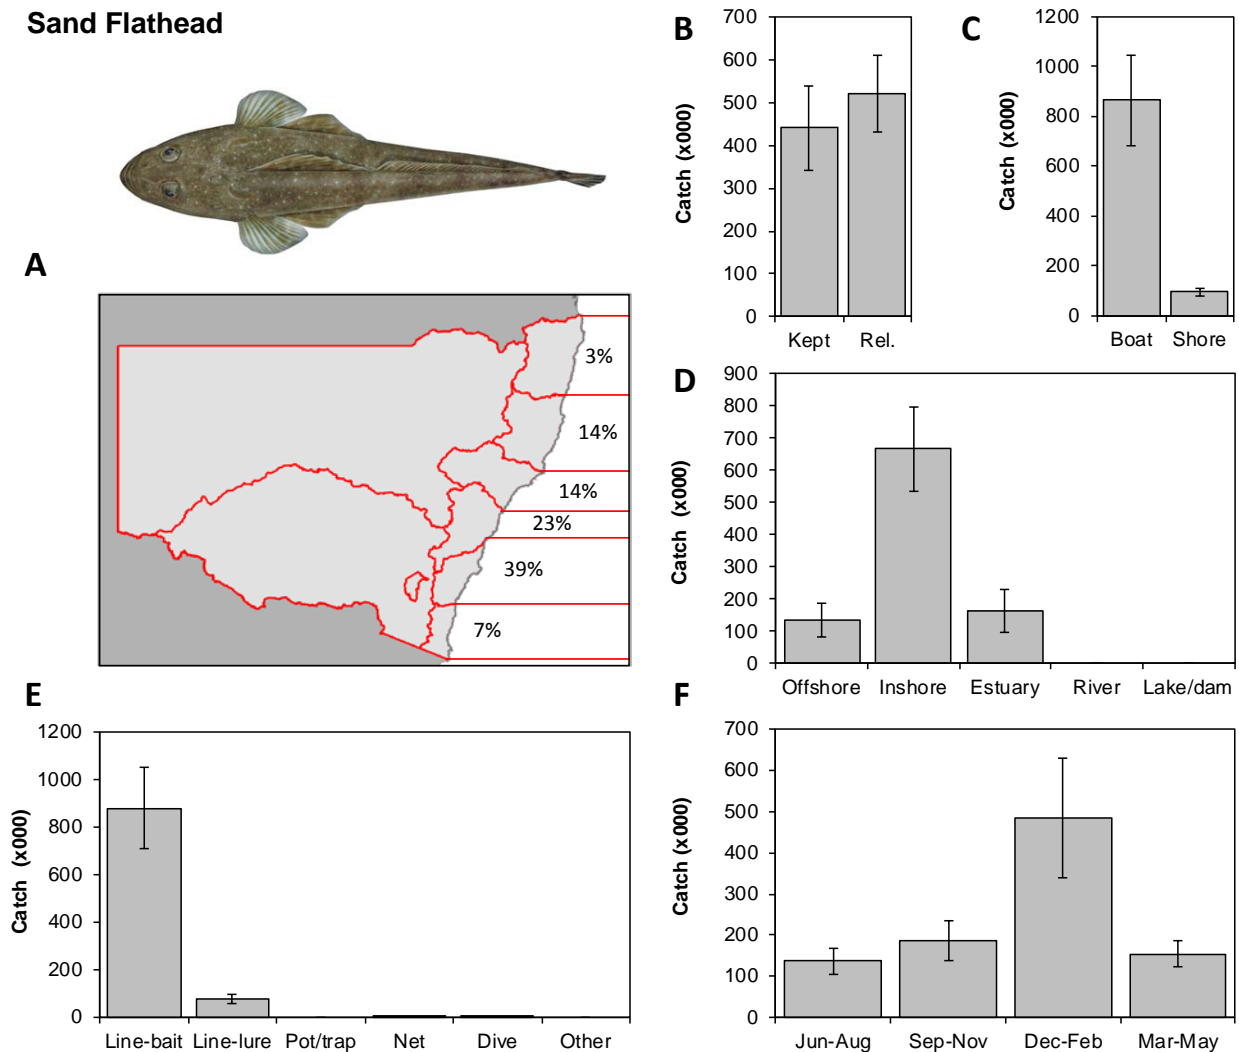 Sand Flathead
A
3%
14%
14%
23%
39%
7%
B
Catch (x000)
700
600
500
400
300
200
100
0
Kept Rel.
C
Catch (x000)
1200
1000
800
600
400
200
0
Boat Shore
D
Catch (x000)
900
800
700
600
500
400
300
200
100
0
Offshore Inshore Estuary River Lake/dam
E
Catch (x000)
1200
1000
800
600
400
200
0
Line-bait Line-lure Pot/trap Net Dive Other
F
Catch (x000)
700
600
500
400
300
200
100
0
Jun-Aug Sep-Nov Dec-Feb Mar-May